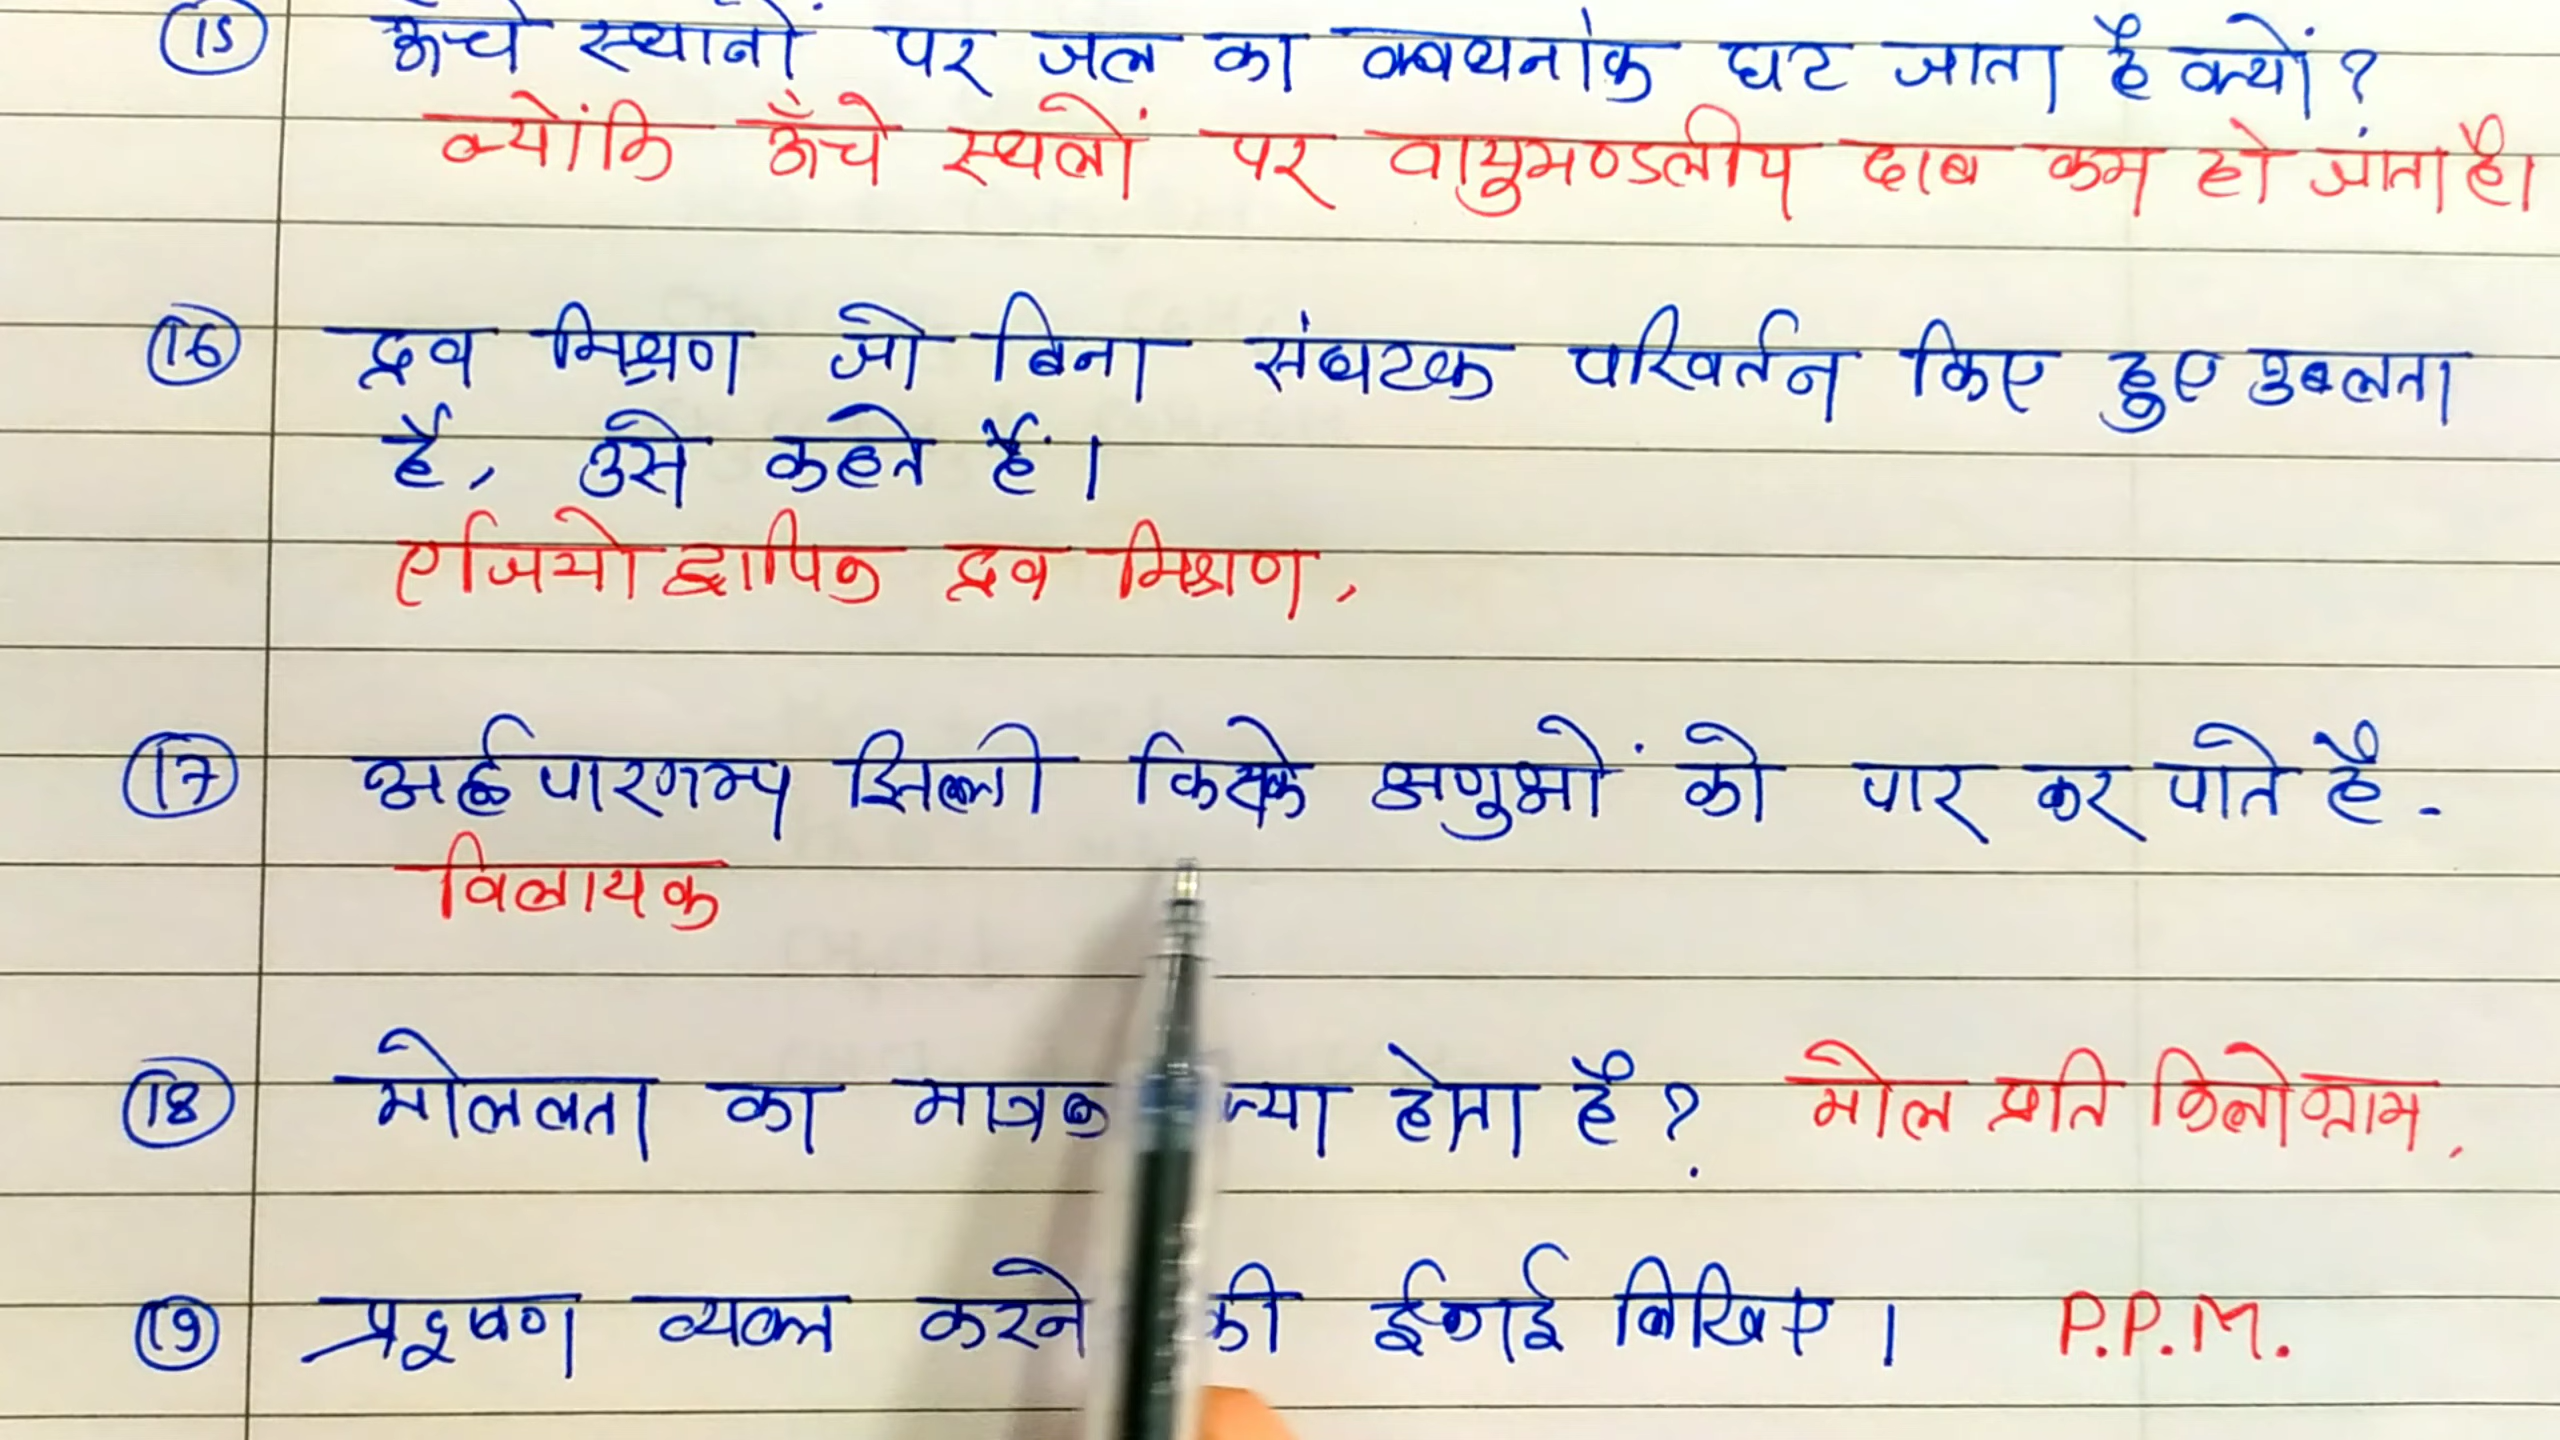 15 ऊँचे स्थानों पर जल का क्वथनांक घट जाता है क्यों?
क्योंकि ऊँचे स्थलों पर वायुमण्डलीय दाब कम हो जाता है।
16 द्रव मिश्रण जो बिना संघटक परिवर्तन किए हुए उबलता
है, उसे कहते हैं।
एजियोट्रापिक द्रव मिश्रण,
17 अर्द्धपारगम्य झिल्ली किसके अणुओं को पार कर पाते है -
विलायक
18 मोललता का मात्रक क्या होता है? मोल प्रति किलोग्राम,
19 प्रदूषण व्यक्त करने की ईकाई लिखिए। P.P.M.